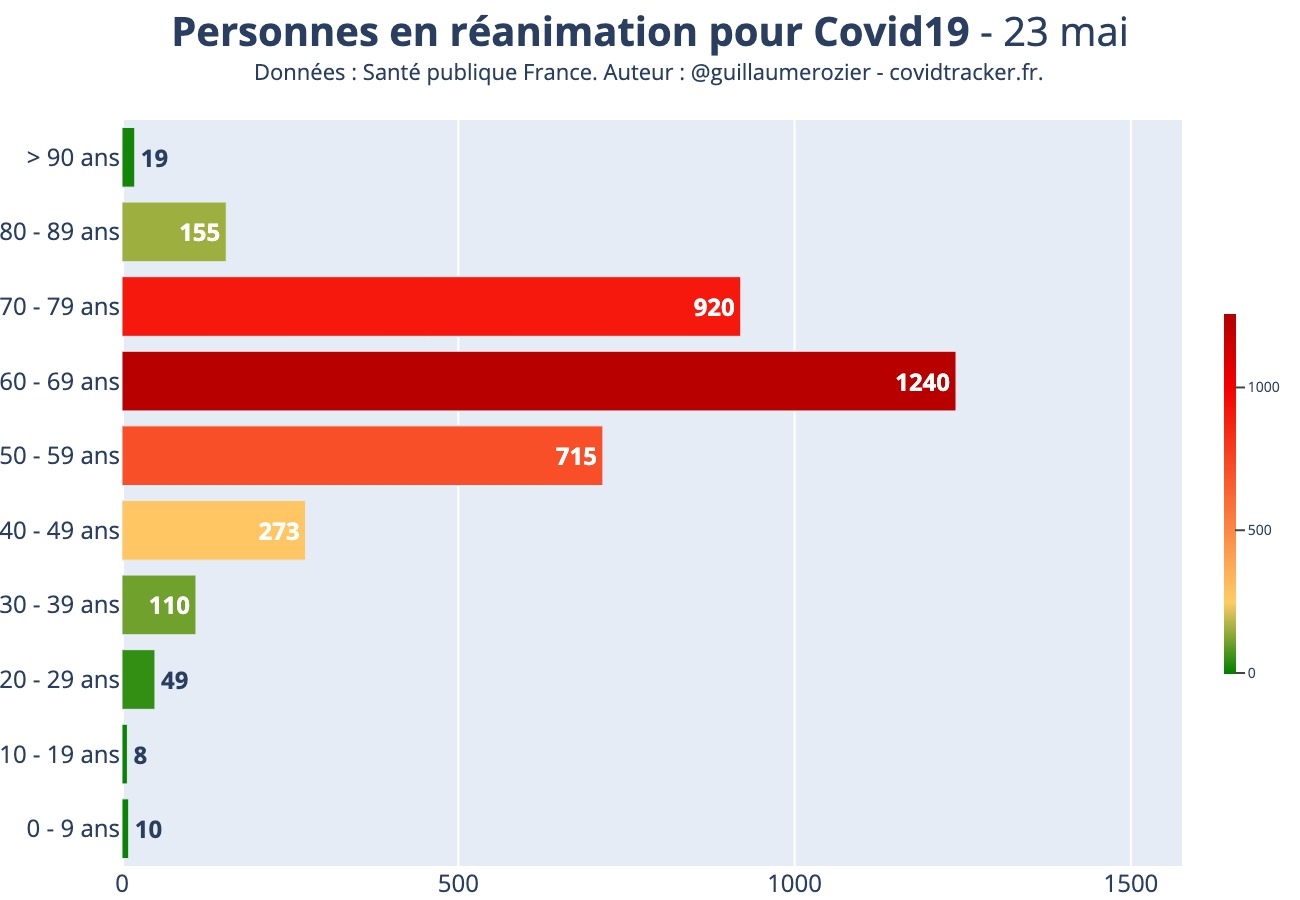 Personnes en réanimation pour Covid19 - 23 mai
Données : Santé publique France. Auteur : @guillaumerozier - covidtracker.fr.
> 90 ans 19
80 - 89 ans 155
70 - 79 ans 920
60 - 69 ans 1240
50 - 59 ans 715
40 - 49 ans 273
30 - 39 ans 110
20 - 29 ans 49
10 - 19 ans 8
0 - 9 ans 10
0 500 1000 1500
1000
500
0